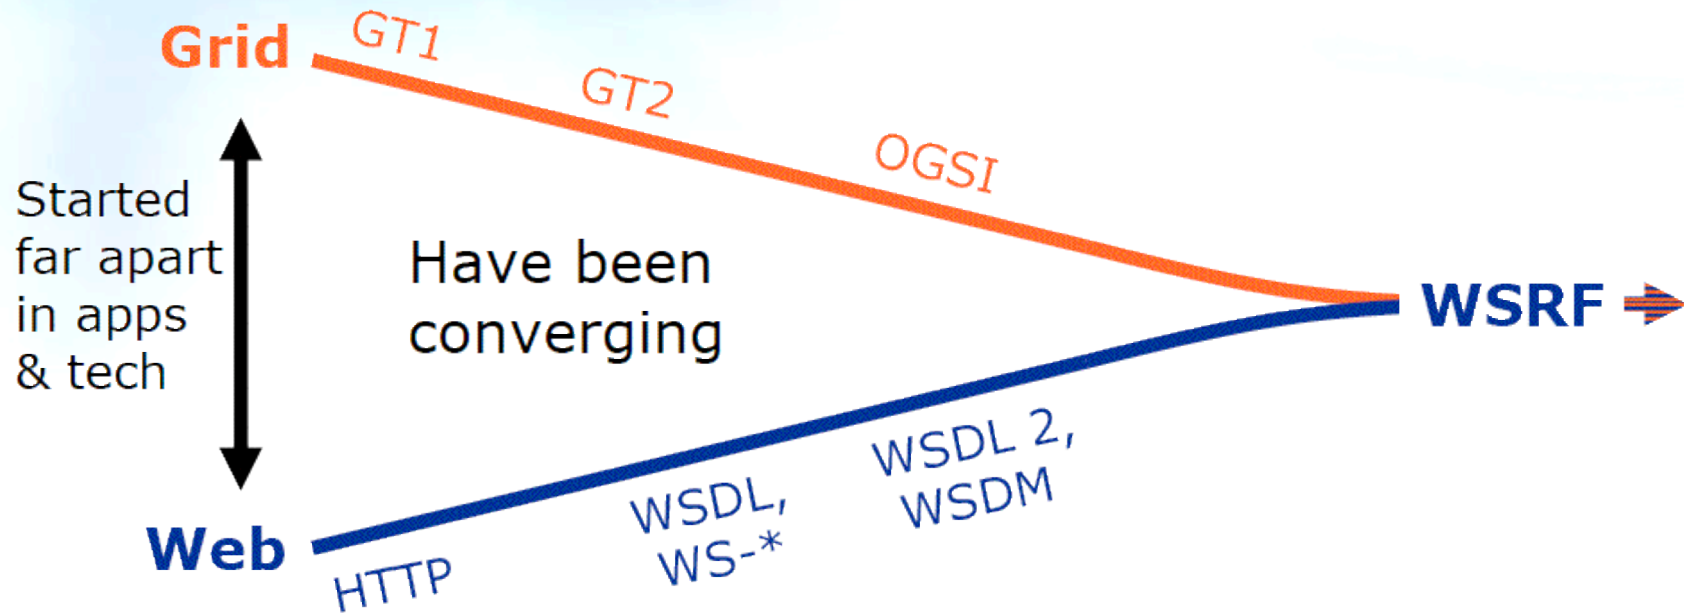 Grid
GT1
GT2
OGSI
Started
far apart
in apps
& tech
Have been
converging
WSRF
Web
HTTP
WSDL,
WS-*
WSDL 2,
WSDM